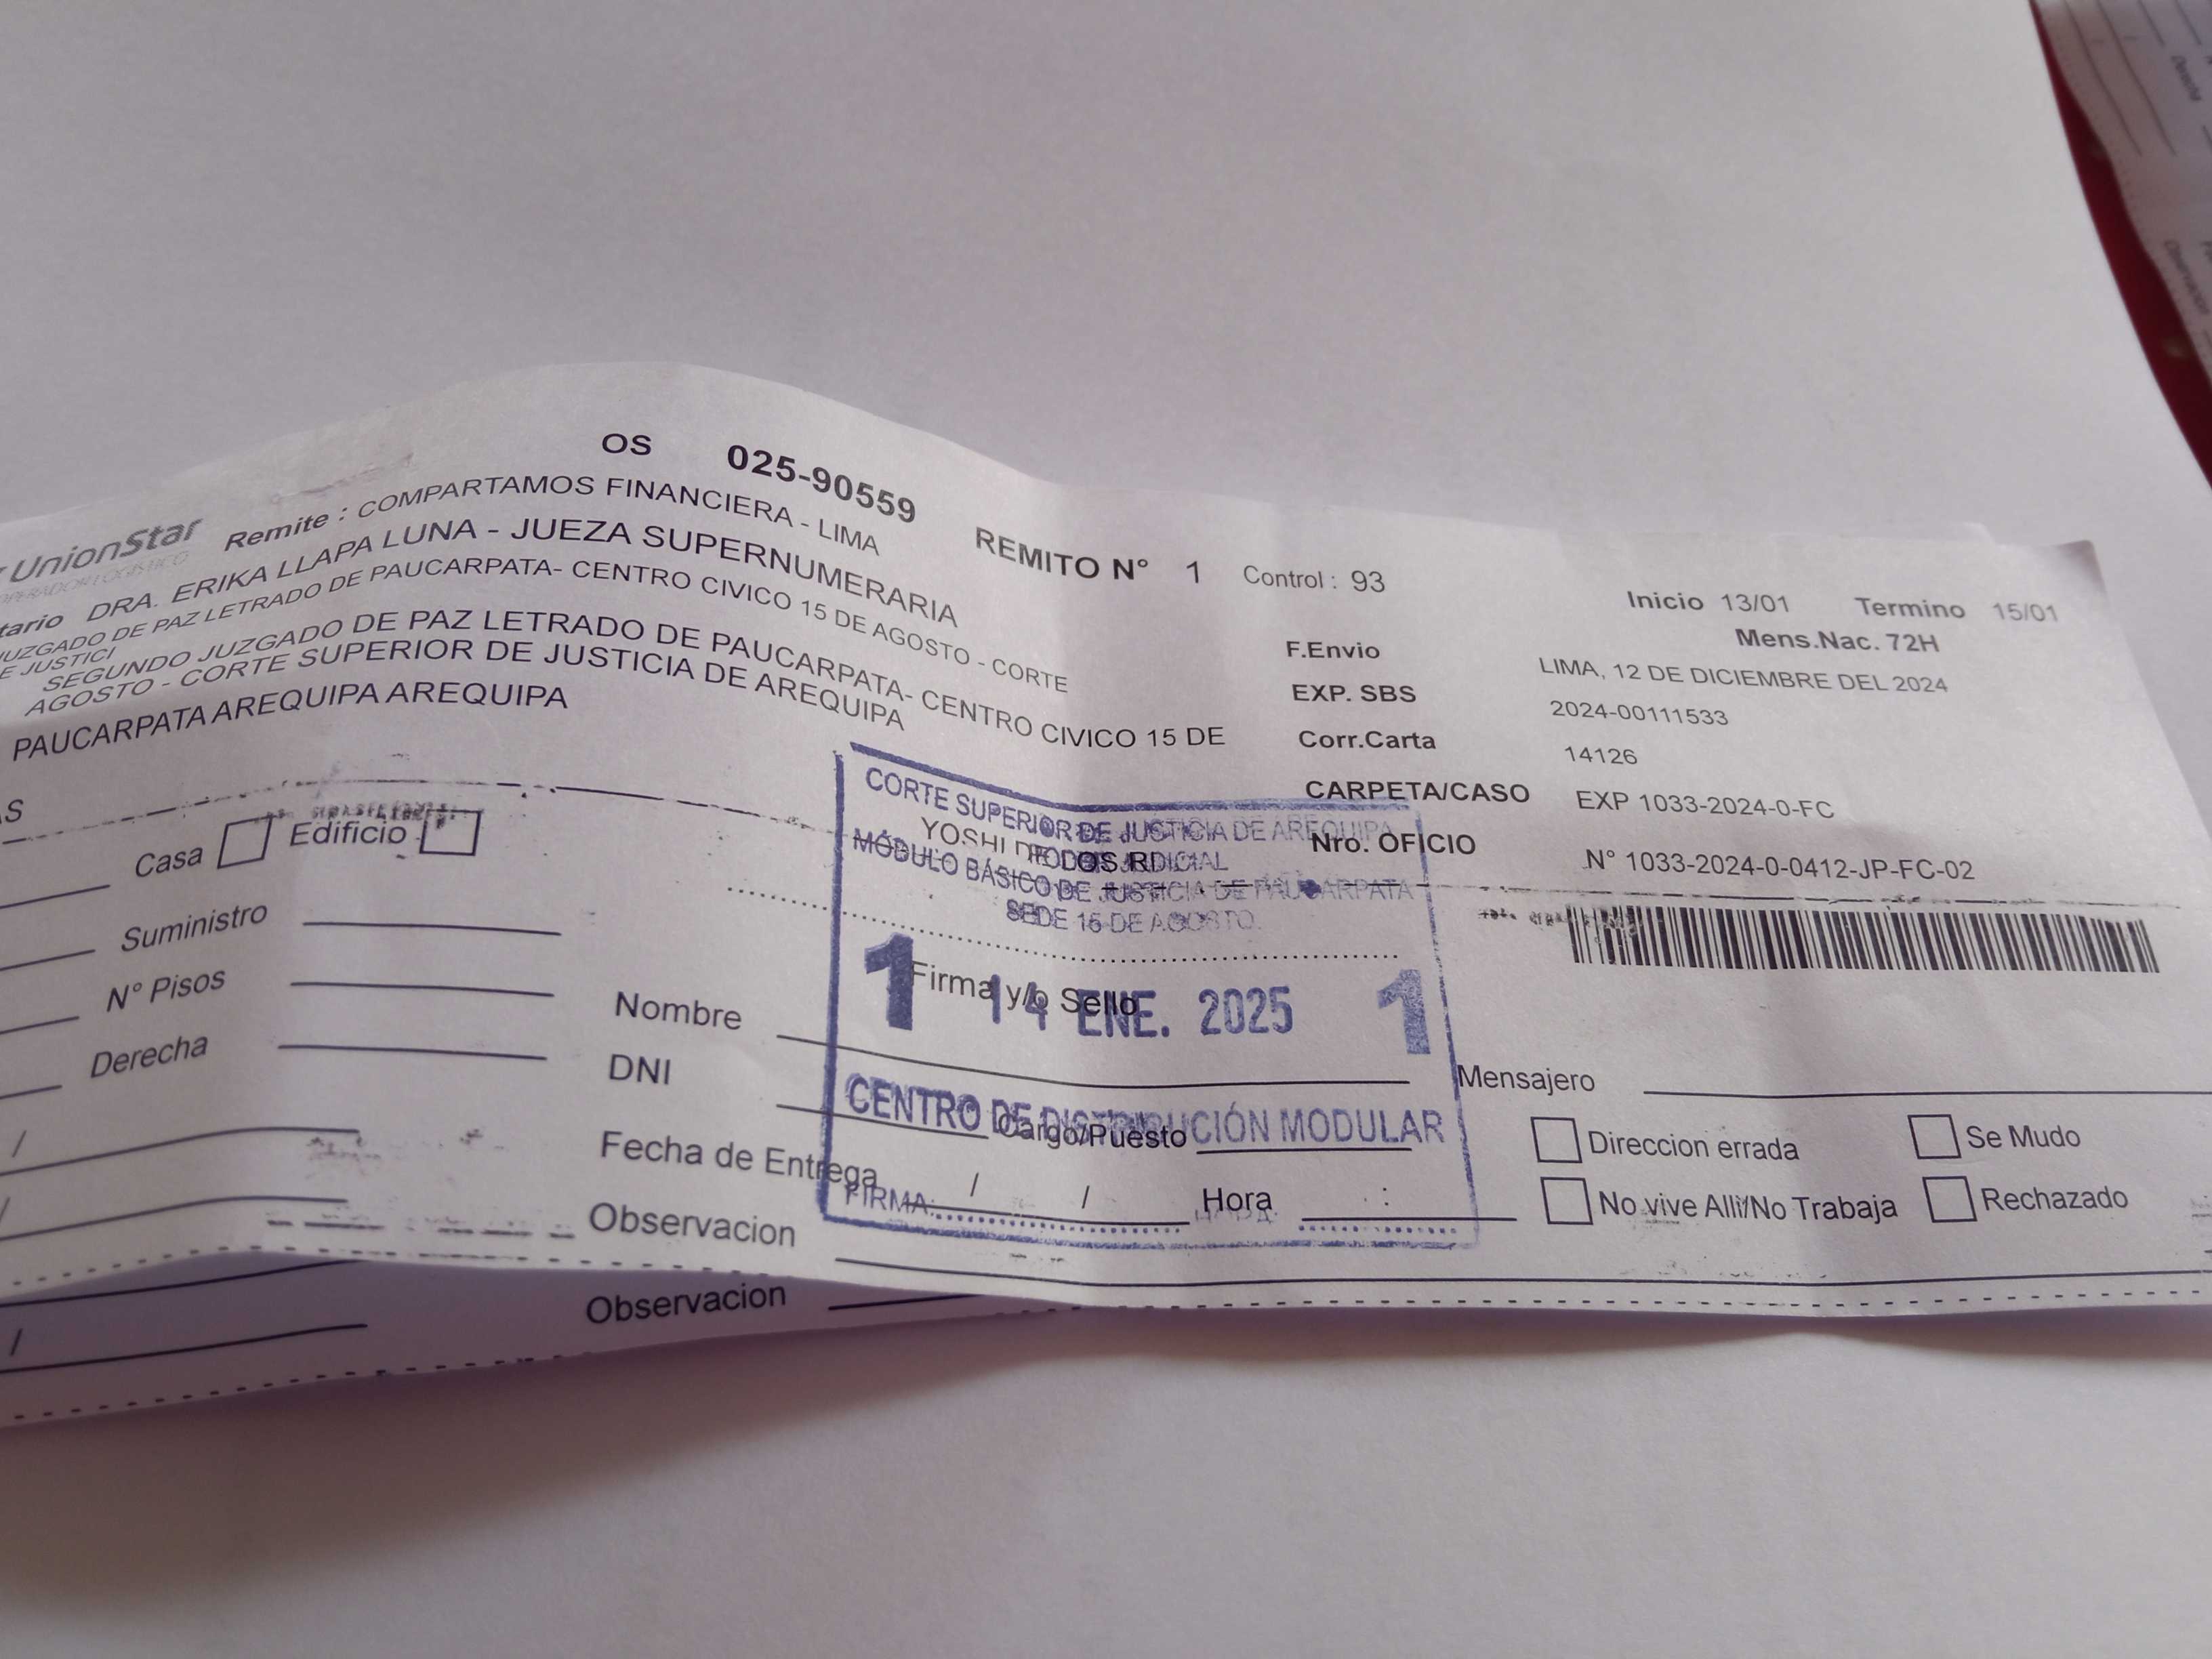 OS 025-90559
UnionStar
OPERADOR LOGISTICO
Remite : COMPARTAMOS FINANCIERA - LIMA
REMITO N° 1 Control : 93
Inicio 13/01 Termino 15/01
Mens.Nac. 72H
tario DRA. ERIKA LLAPA LUNA - JUEZA SUPERNUMERARIA
JUZGADO DE PAZ LETRADO DE PAUCARPATA- CENTRO CIVICO 15 DE AGOSTO - CORTE
E JUSTICI
SEGUNDO JUZGADO DE PAZ LETRADO DE PAUCARPATA- CENTRO CIVICO 15 DE
AGOSTO - CORTE SUPERIOR DE JUSTICIA DE AREQUIPA
PAUCARPATA AREQUIPA AREQUIPA
F.Envio LIMA, 12 DE DICIEMBRE DEL 2024
EXP. SBS 2024-00111533
Corr.Carta 14126
CARPETA/CASO EXP 1033-2024-0-FC
Nro. OFICIO N° 1033-2024-0-0412-JP-FC-02
AS
Casa Edificio
Suministro
N° Pisos
Derecha
/
/
CORTE SUPERIOR DE JUSTICIA DE AREQUIPA
YOSHI
MÓDULO BÁSICO DE JUSTICIA DE PAUCARPATA
SEDE 15 DE AGOSTO.
Firma y/o Sello
1 14 ENE. 2025 1
CENTRO DE DISTRIBUCIÓN MODULAR
FIRMA: HORA:
Nombre
DNI Cargo/Puesto
Fecha de Entrega / / Hora :
Observacion
Mensajero
Direccion errada Se Mudo
No vive Alli/No Trabaja Rechazado
/
Observacion
Derecha
Observacion